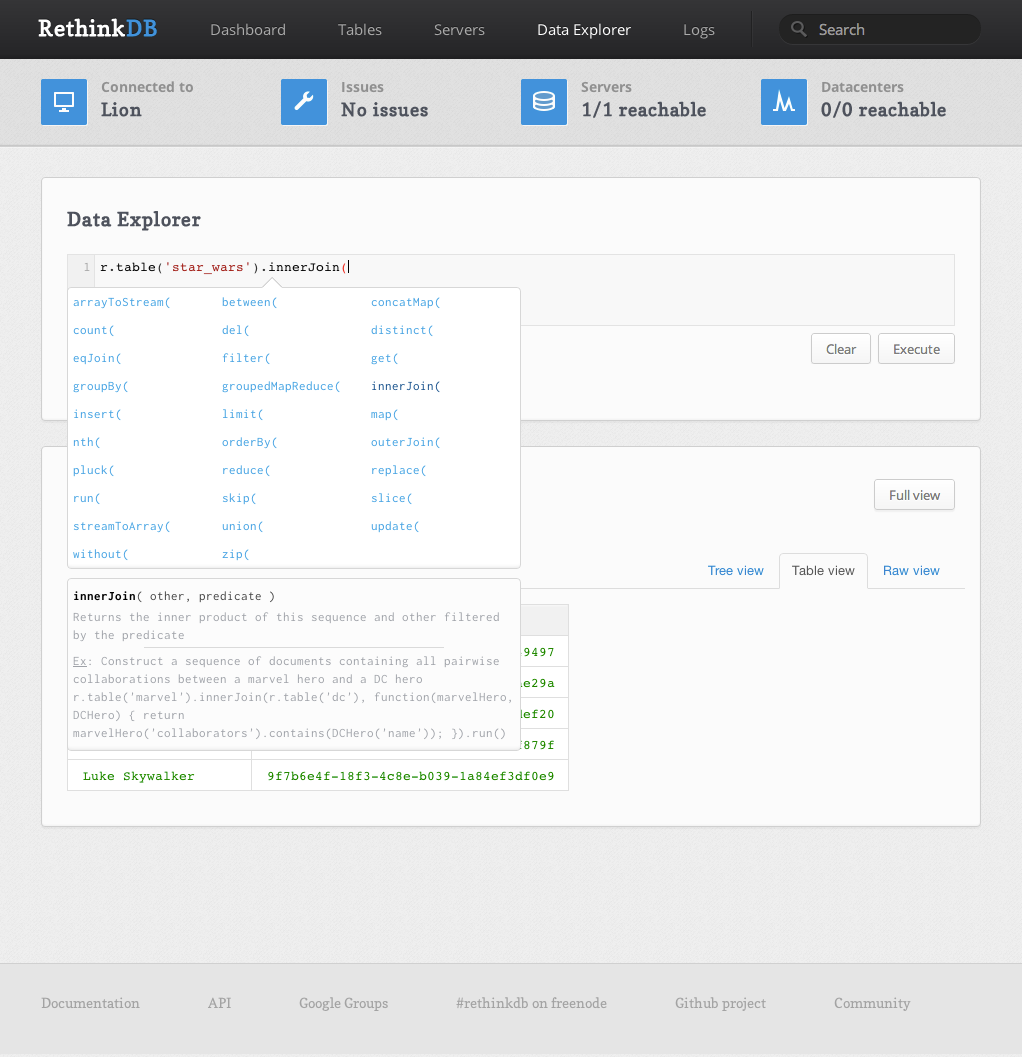 RethinkDB Dashboard Tables Servers Data Explorer Logs Search
Connected to Issues Servers Datacenters
Lion No issues 1/1 reachable 0/0 reachable
Data Explorer
1 r.table('star_wars').innerJoin(
arrayToStream( between( concatMap(
count( del( distinct(
eqJoin( filter( get(
groupBy( groupedMapReduce( innerJoin(
insert( limit( map(
nth( orderBy( outerJoin(
pluck( reduce( replace(
run( skip( slice(
streamToArray( union( update(
without( zip(
Clear Execute
Full view
Tree view Table view Raw view
innerJoin( other, predicate )
Returns the inner product of this sequence and other filtered
by the predicate
Ex: Construct a sequence of documents containing all pairwise
collaborations between a marvel hero and a DC hero
r.table('marvel').innerJoin(r.table('dc'), function(marvelHero,
DCHero) { return
marvelHero('collaborators').contains(DCHero('name')); }).run()
9497
e29a
ef20
879f
Luke Skywalker 9f7b6e4f-18f3-4c8e-b039-1a84ef3df0e9
Documentation API Google Groups #rethinkdb on freenode Github project Community